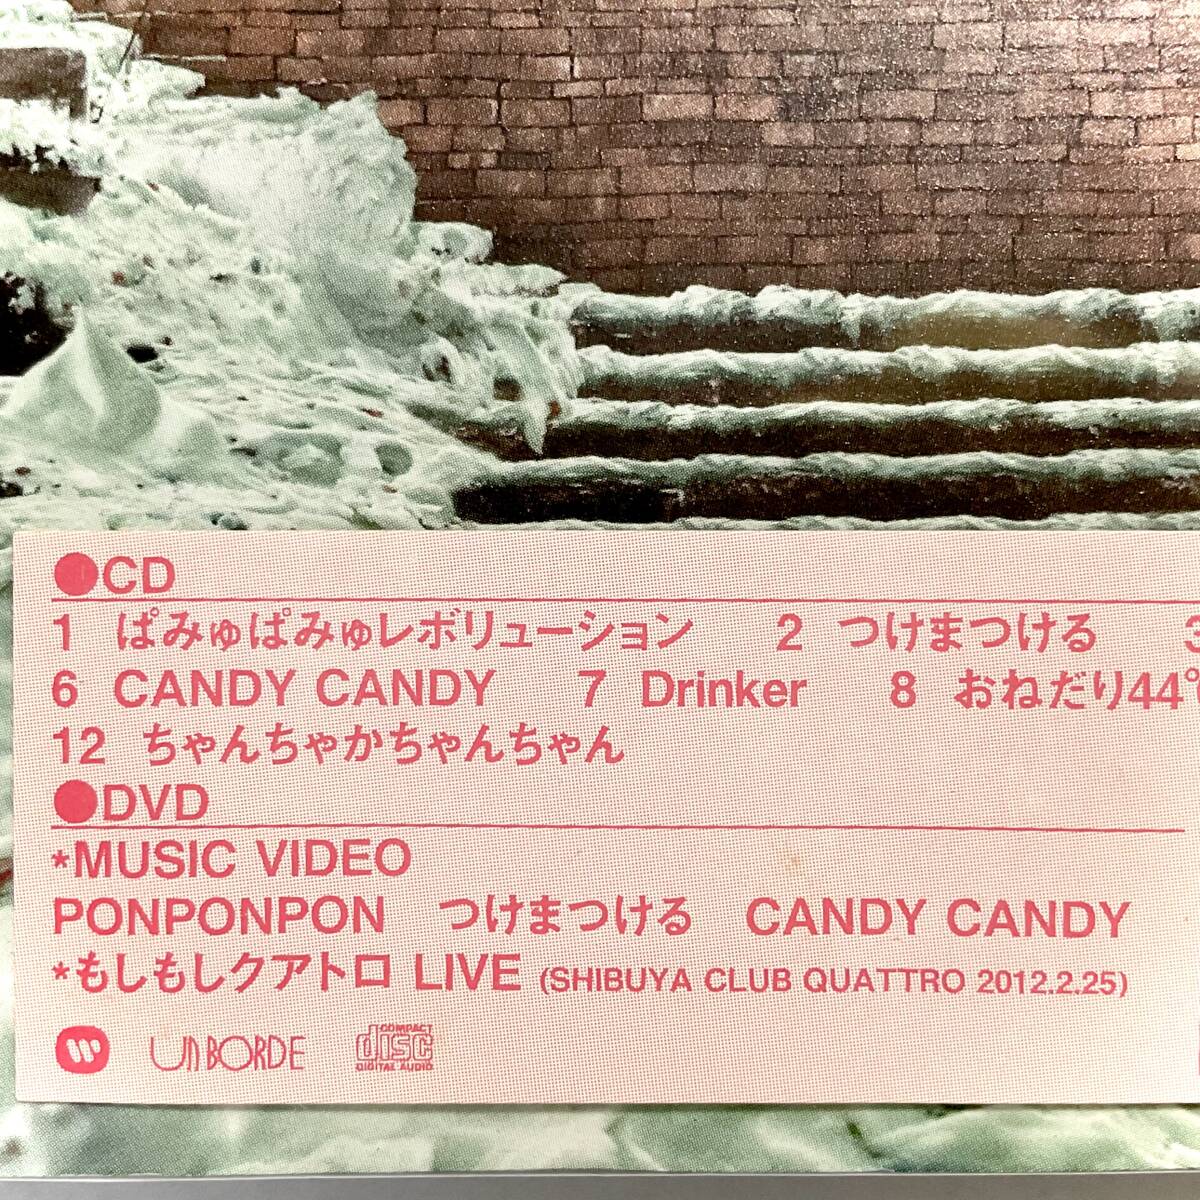 ●CD
1 ぱみゅぱみゅレボリューション 2 つけまつける 3
6 CANDY CANDY 7 Drinker 8 おねだり44°
12 ちゃんちゃかちゃんちゃん
●DVD
*MUSIC VIDEO
PONPONPON つけまつける CANDY CANDY
*もしもしクアトロ LIVE (SHIBUYA CLUB QUATTRO 2012.2.25)
unBORDE COMPACT disc DIGITAL AUDIO